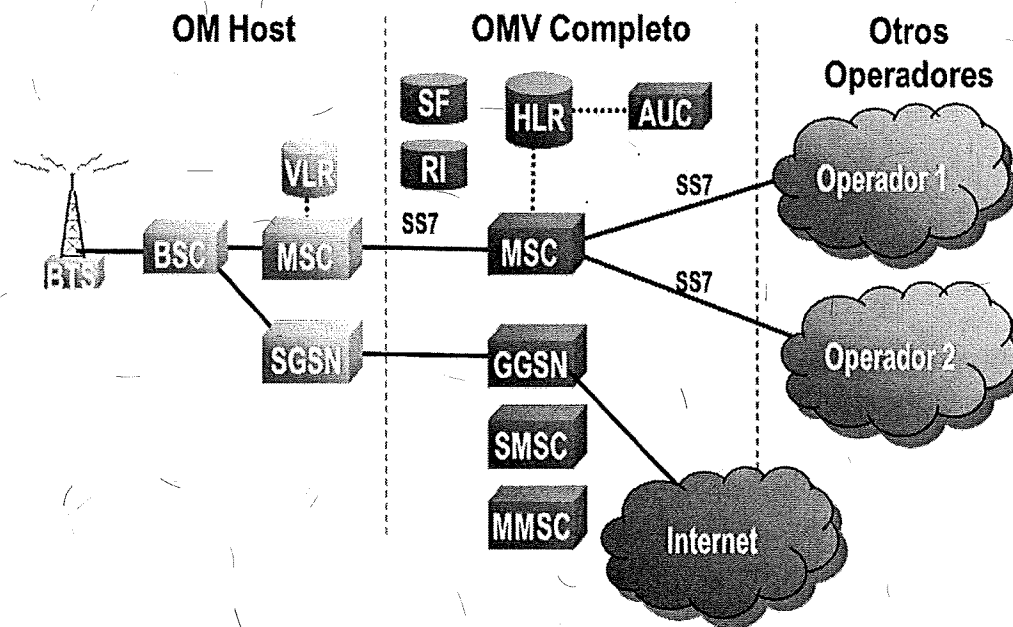 OM Host
OMV Completo
Otros
Operadores
SF
HLR
AUC
RI
VLR
BTS
BSC
MSC
SS7
MSC
SS7
SS7
Operador 1
Operador 2
SGSN
GGSN
SMSC
MMSC
Internet